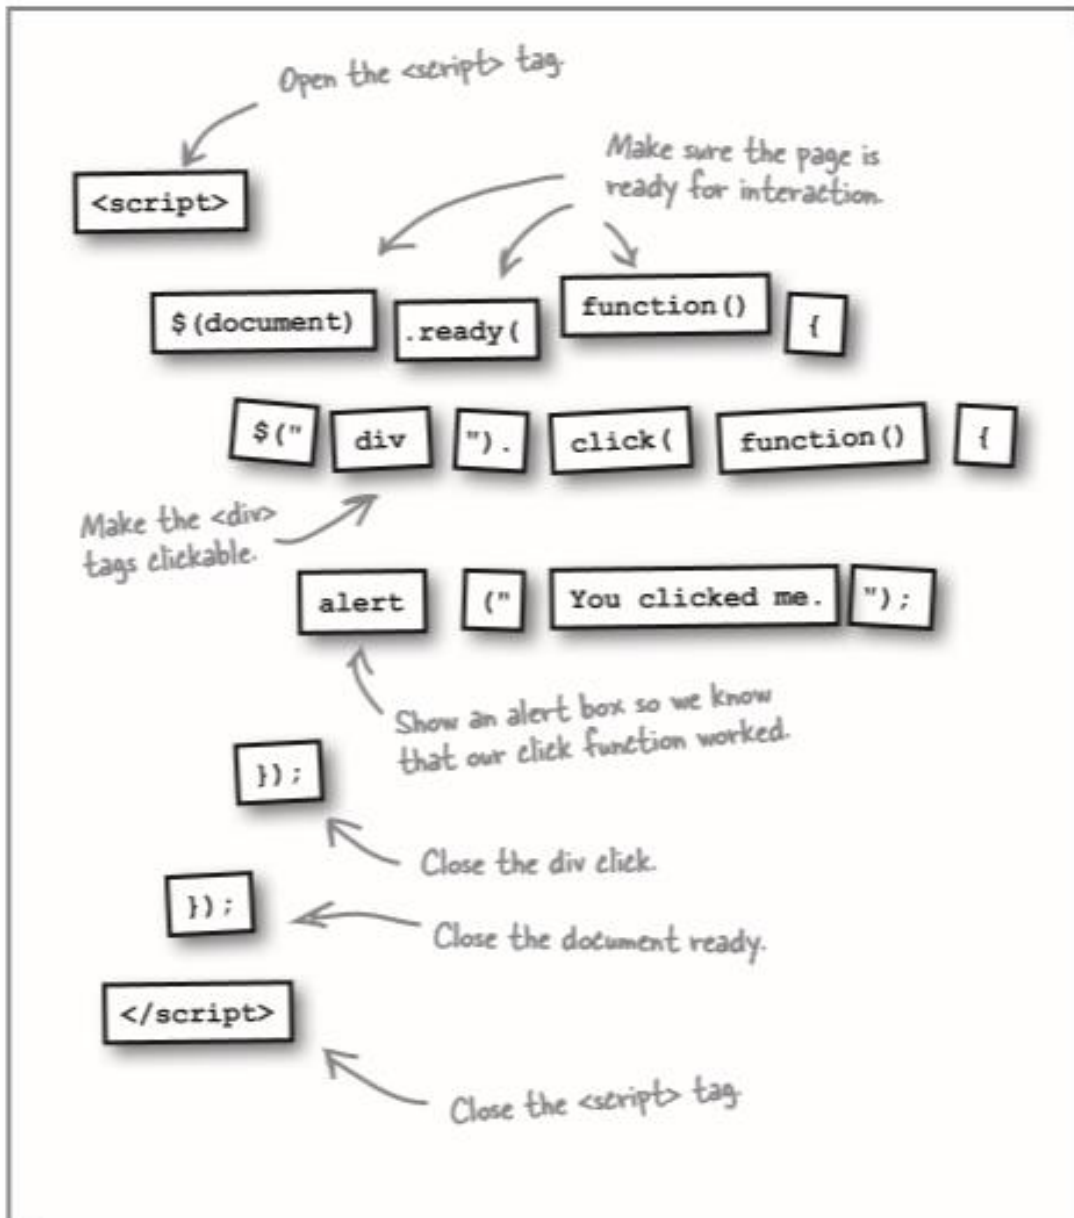 Open the <script> tag.
Make sure the page is
ready for interaction.
<script>
$(document) .ready( function() {
$(" div "). click( function() {
Make the <div>
tags clickable.
alert (" You clicked me. ");
Show an alert box so we know
that our click function worked.
});
Close the div click.
});
Close the document ready.
</script>
Close the <script> tag.